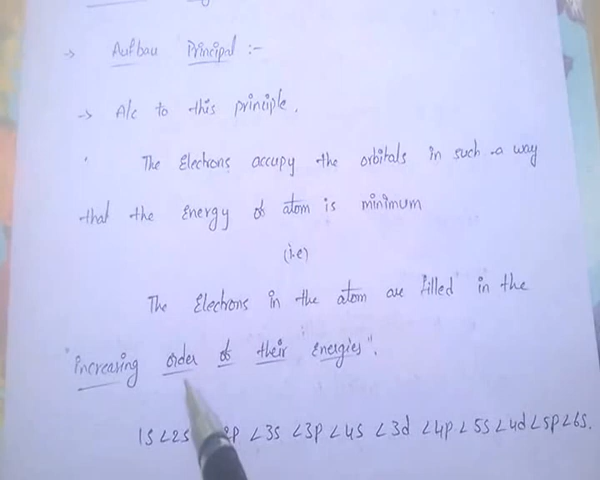 → Aufbau Principal :-
→ A/c to this principle.
The Electrons occupy the orbitals in such a way
that the Energy of atom is minimum
(i.e)
The Electrons in the atom are filled in the
"increasing order of their Energies".
1S <2S 2P <3S <3P <4S <3d <4P <5S <4d <5P <6S.